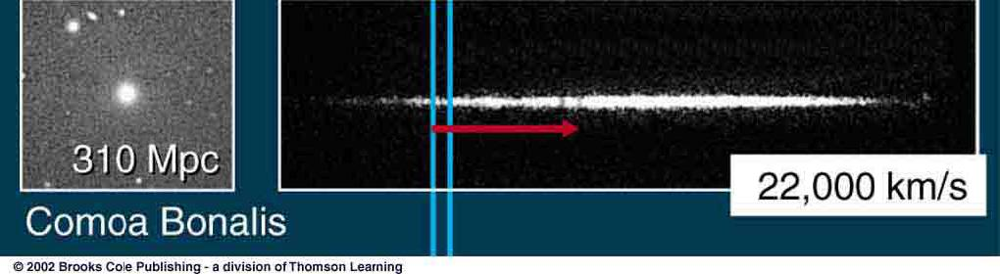 310 Mpc
22,000 km/s
Comoa Bonalis
© 2002 Brooks Cole Publishing - a division of Thomson Learning